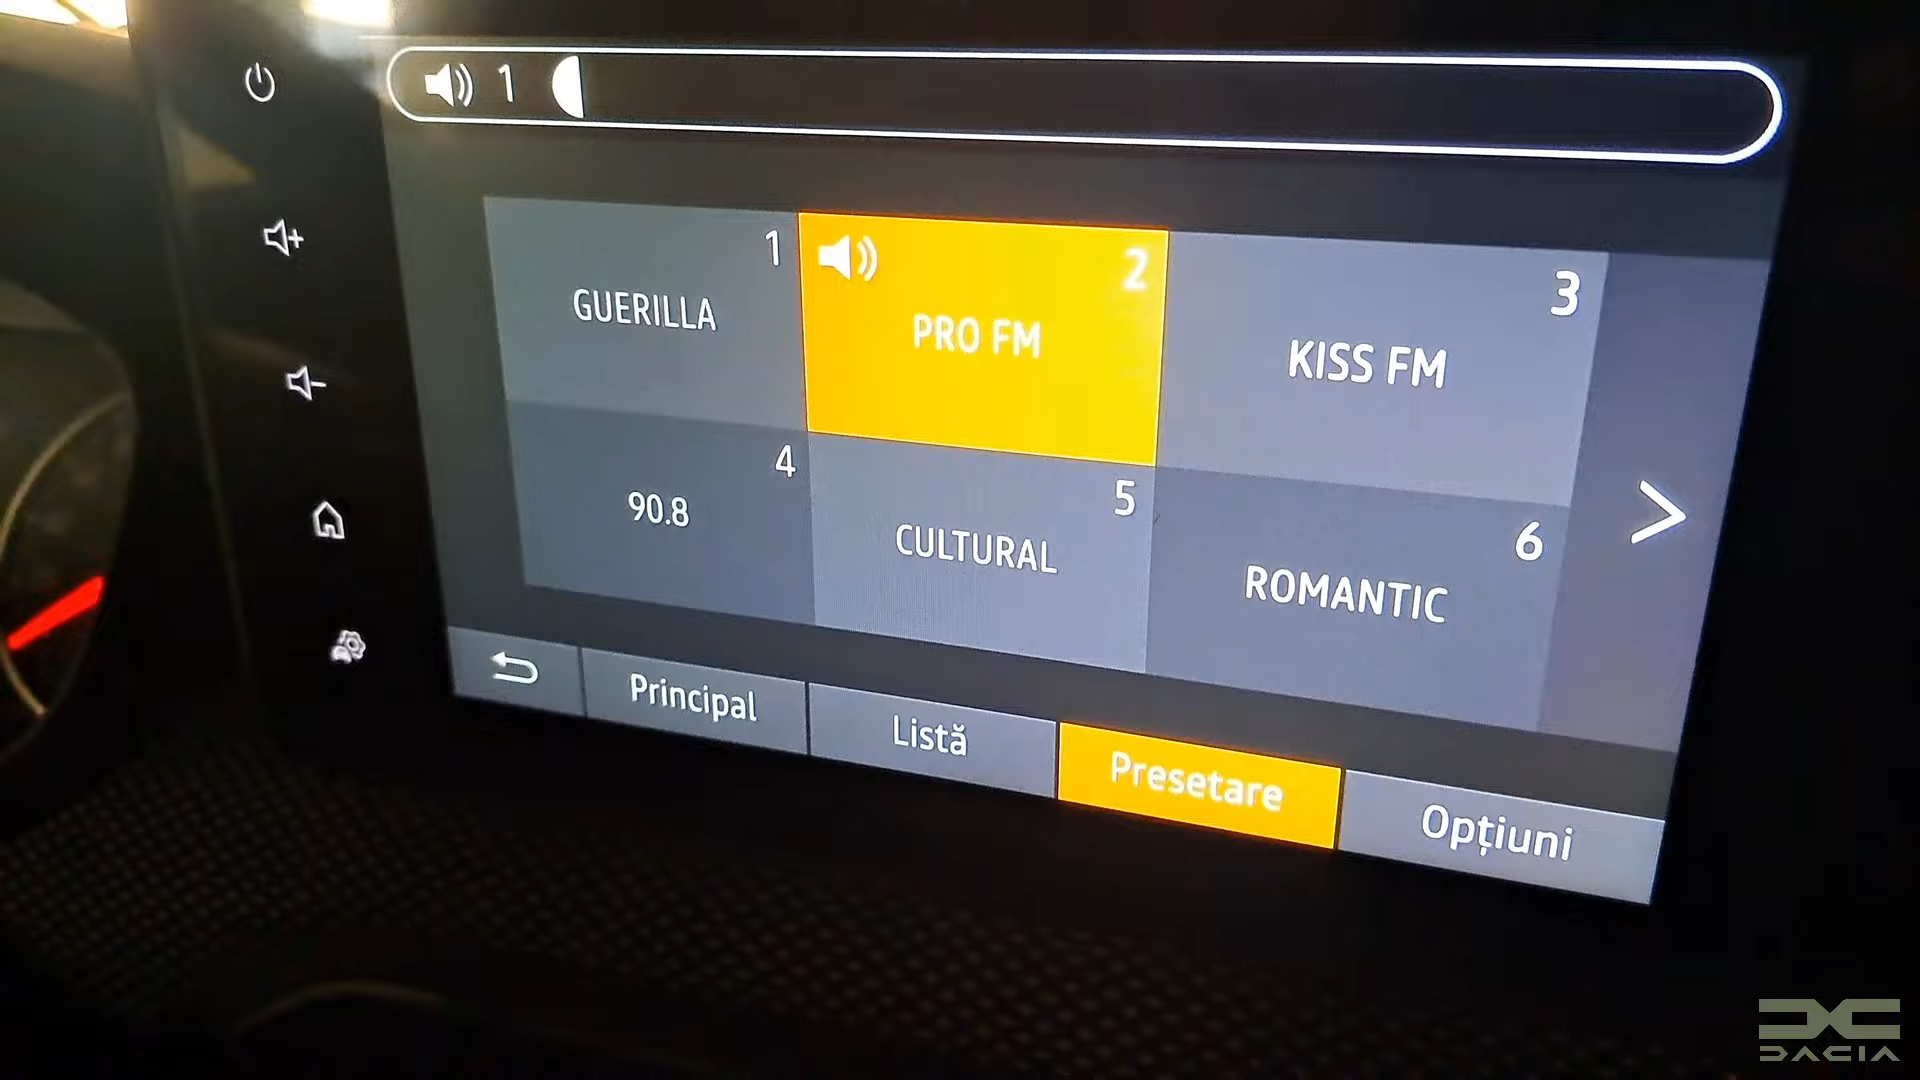 1
1
GUERILLA
2
PRO FM
3
KISS FM
4
90.8
5
CULTURAL
6
ROMANTIC
>
Principal
Listă
Presetare
Opțiuni
DACIA